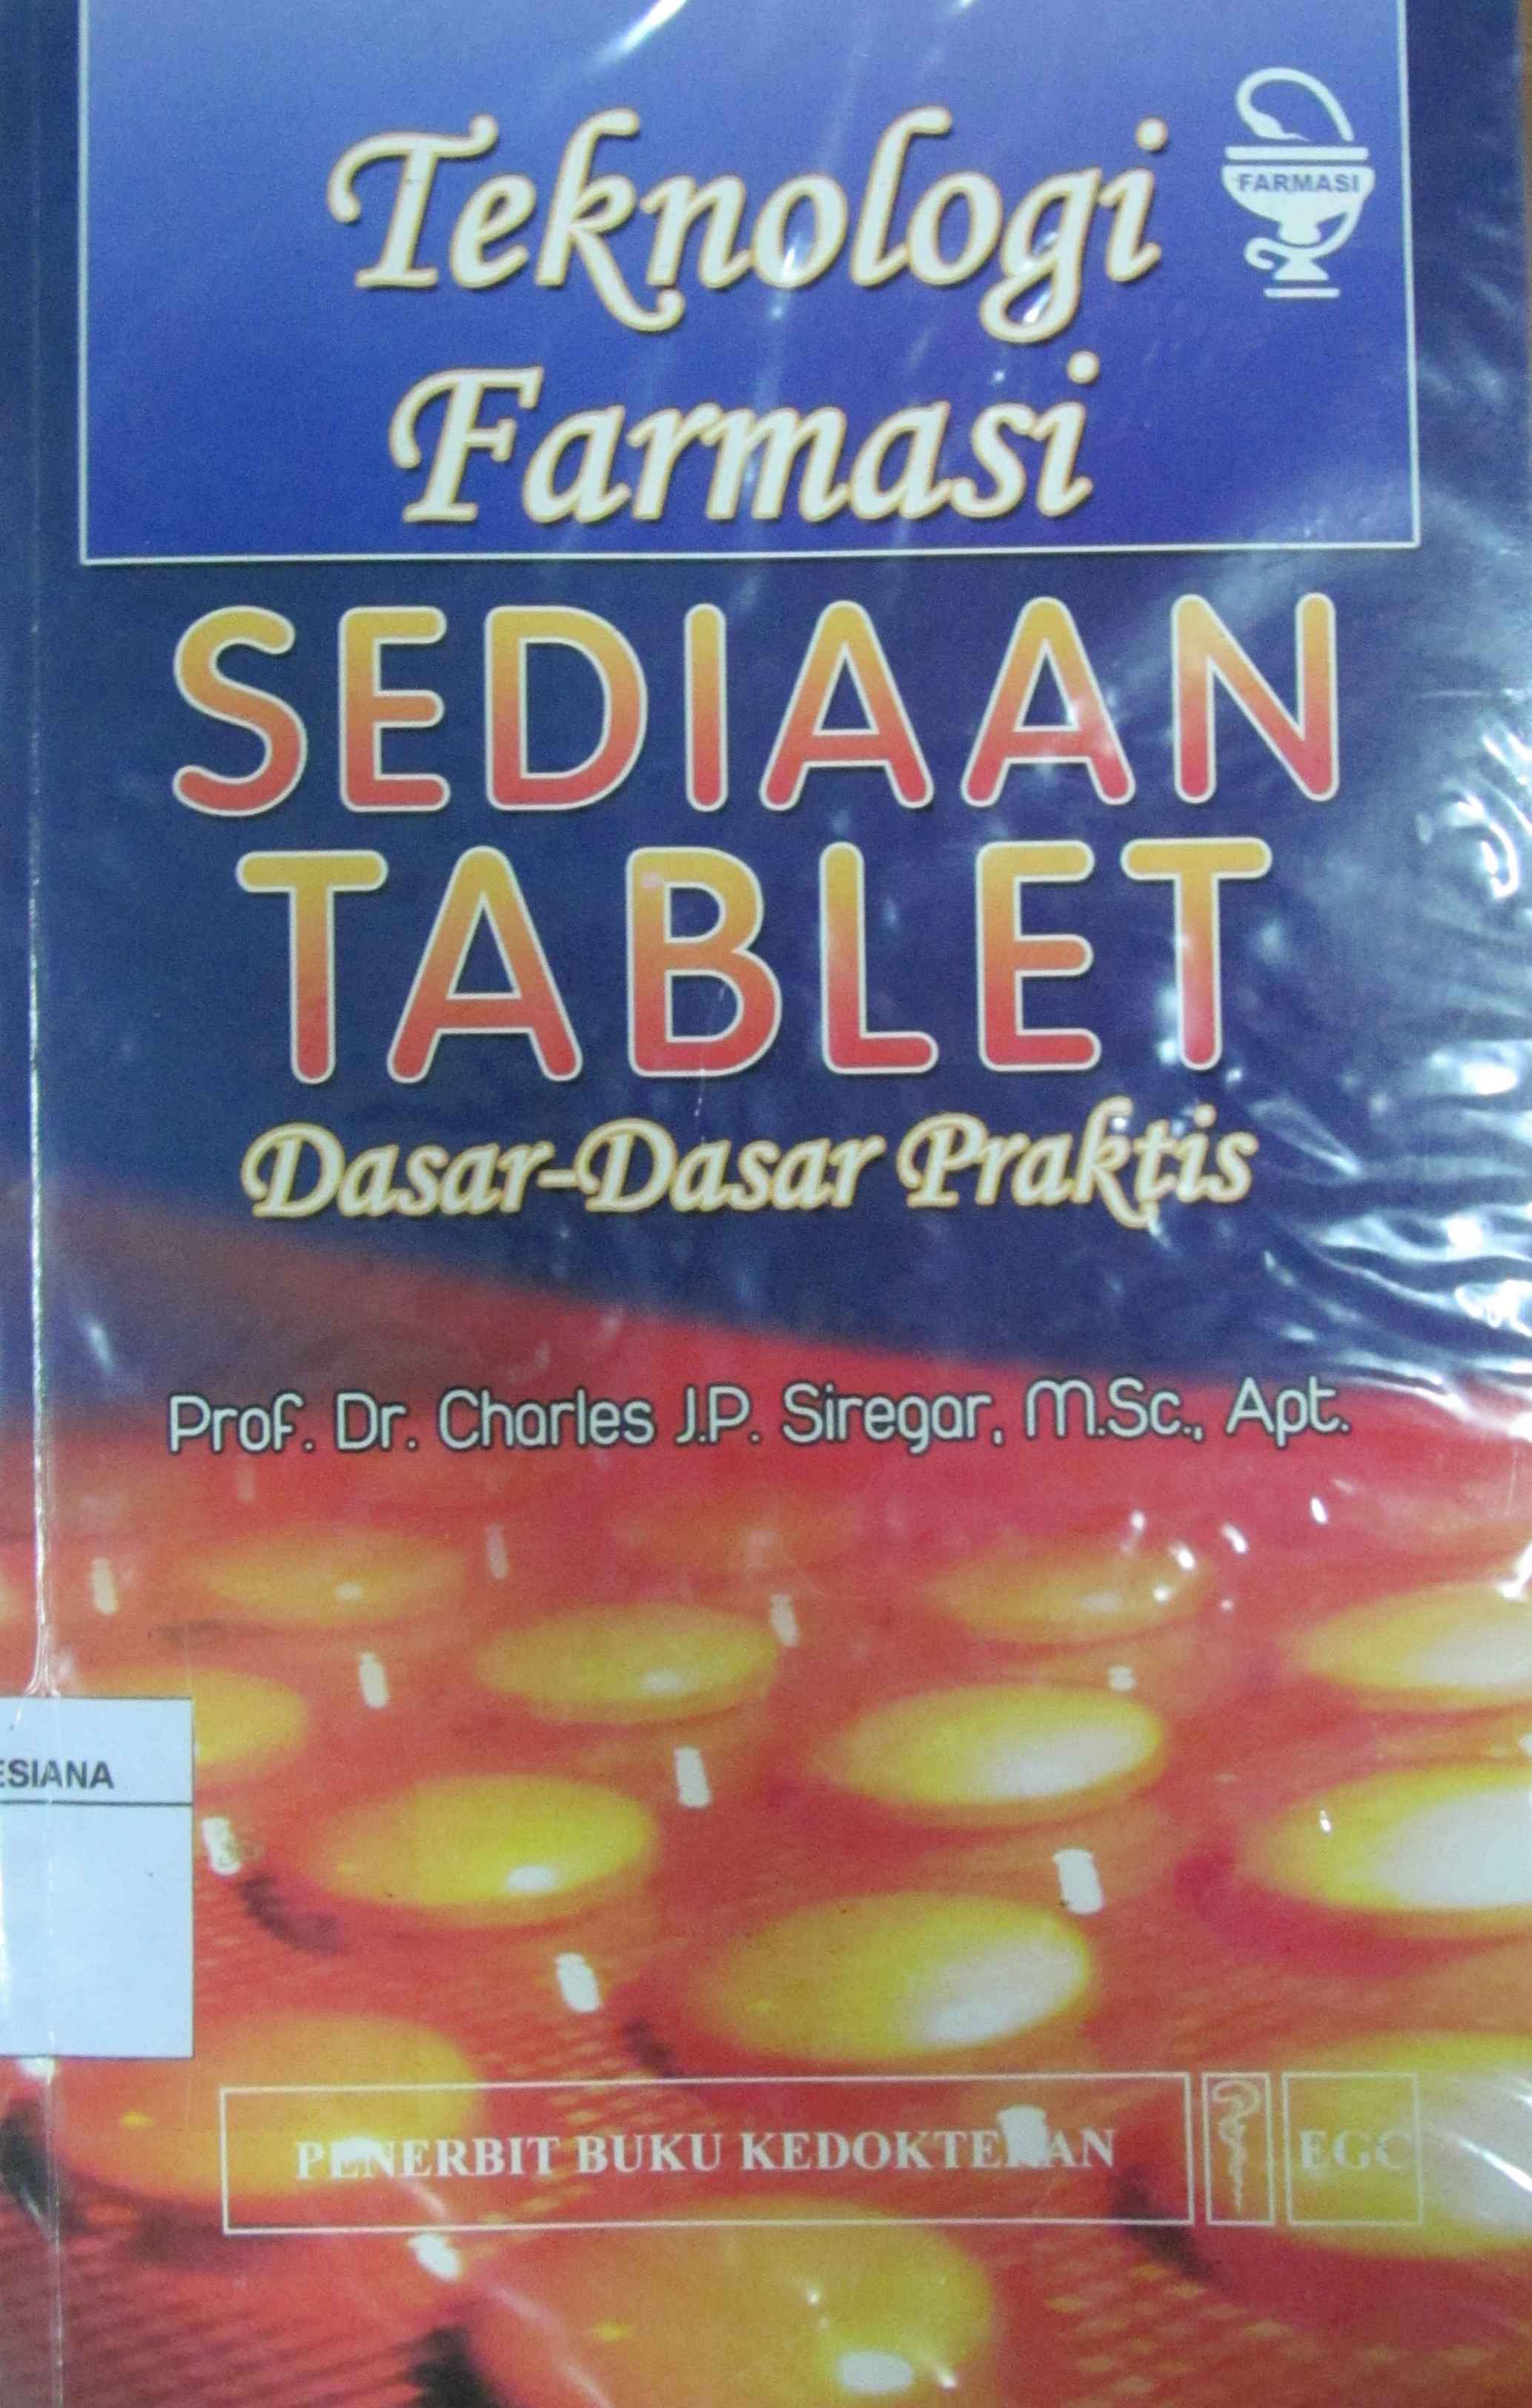 Teknologi
FARMASI
Farmasi
SEDIAAN
TABLET
Dasar-Dasar Praktis
Prof. Dr. Charles J.P. Siregar, M.Sc., Apt.
ESIANA
PENERBIT BUKU KEDOKTERAN EGC